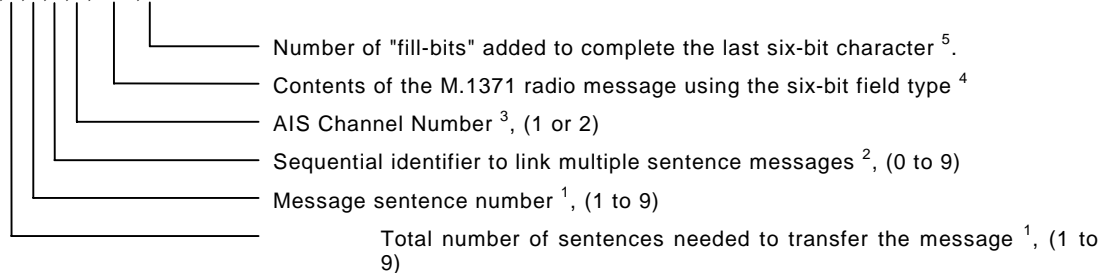 Number of "fill-bits" added to complete the last six-bit character 5.
Contents of the M.1371 radio message using the six-bit field type 4
AIS Channel Number 3, (1 or 2)
Sequential identifier to link multiple sentence messages 2, (0 to 9)
Message sentence number 1, (1 to 9)
Total number of sentences needed to transfer the message 1, (1 to
9)